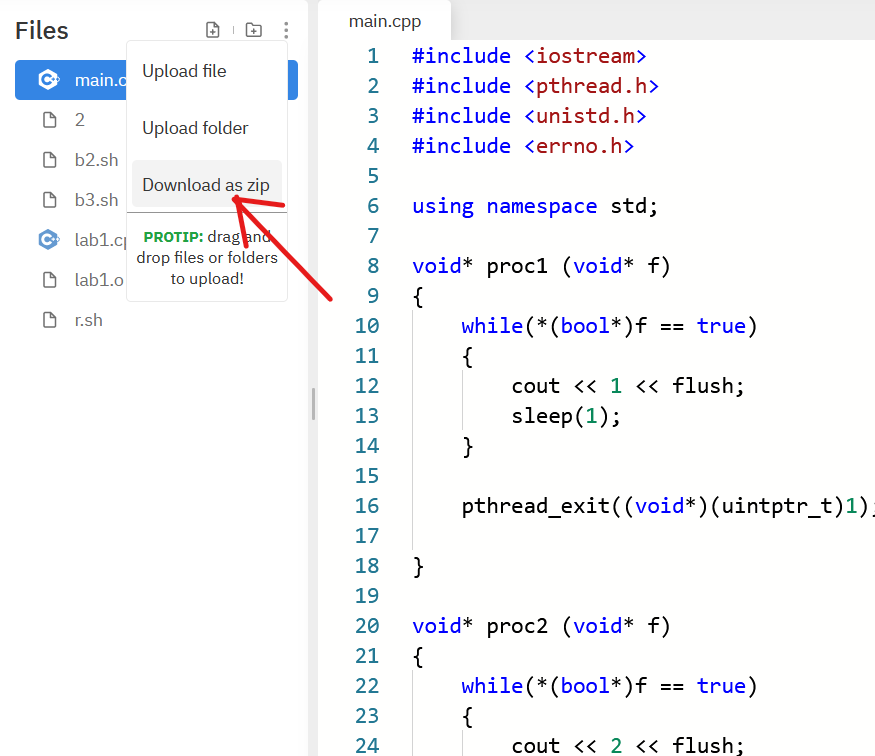 Files
main.c
2
b2.sh
b3.sh
lab1.cp
lab1.o
r.sh
Upload file
Upload folder
Download as zip
PROTIP: drag and
drop files or folders
to upload!
main.cpp
1 #include <iostream>
2 #include <pthread.h>
3 #include <unistd.h>
4 #include <errno.h>
5
6 using namespace std;
7
8 void* proc1 (void* f)
9 {
10 while(*(bool*)f == true)
11 {
12 cout << 1 << flush;
13 sleep(1);
14 }
15
16 pthread_exit((void*)(uintptr_t)1);
17
18 }
19
20 void* proc2 (void* f)
21 {
22 while(*(bool*)f == true)
23 {
24 cout << 2 << flush;